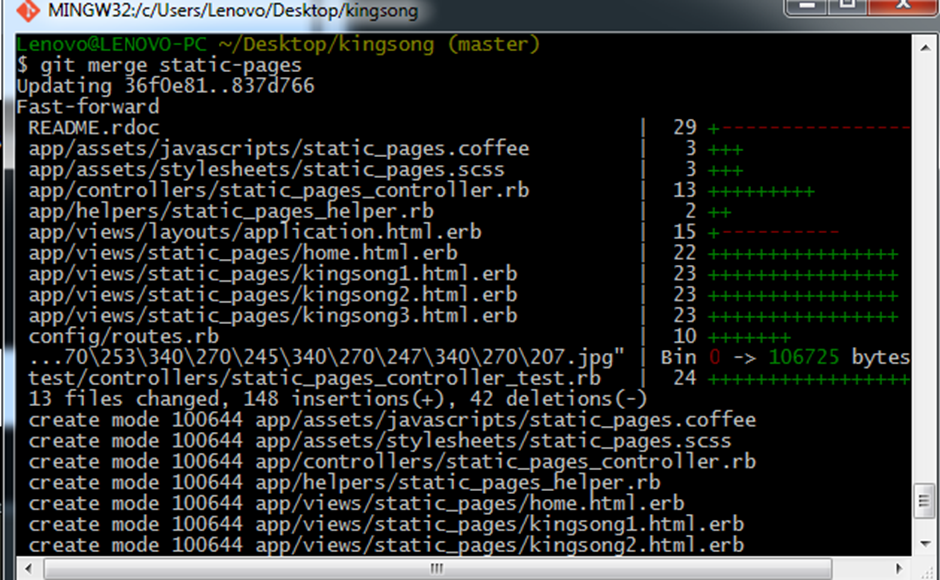 MINGW32:/c/Users/Lenovo/Desktop/kingsong
Lenovo@LENOVO-PC ~/Desktop/kingsong (master)
$ git merge static-pages
Updating 36f0e81..837d766
Fast-forward
README.rdoc | 29 +-----------------
app/assets/javascripts/static_pages.coffee | 3 +++
app/assets/stylesheets/static_pages.scss | 3 +++
app/controllers/static_pages_controller.rb | 13 +++++++++
app/helpers/static_pages_helper.rb | 2 ++
app/views/layouts/application.html.erb | 15 +----------
app/views/static_pages/home.html.erb | 22 ++++++++++++++++
app/views/static_pages/kingsong1.html.erb | 23 ++++++++++++++++
app/views/static_pages/kingsong2.html.erb | 23 ++++++++++++++++
app/views/static_pages/kingsong3.html.erb | 23 ++++++++++++++++
config/routes.rb | 10 +++++++
...70\253\340\270\245\340\270\247\340\270\207.jpg" | Bin 0 -> 106725 bytes
test/controllers/static_pages_controller_test.rb | 24 +++++++++++++++++
13 files changed, 148 insertions(+), 42 deletions(-)
create mode 100644 app/assets/javascripts/static_pages.coffee
create mode 100644 app/assets/stylesheets/static_pages.scss
create mode 100644 app/controllers/static_pages_controller.rb
create mode 100644 app/helpers/static_pages_helper.rb
create mode 100644 app/views/static_pages/home.html.erb
create mode 100644 app/views/static_pages/kingsong1.html.erb
create mode 100644 app/views/static_pages/kingsong2.html.erb